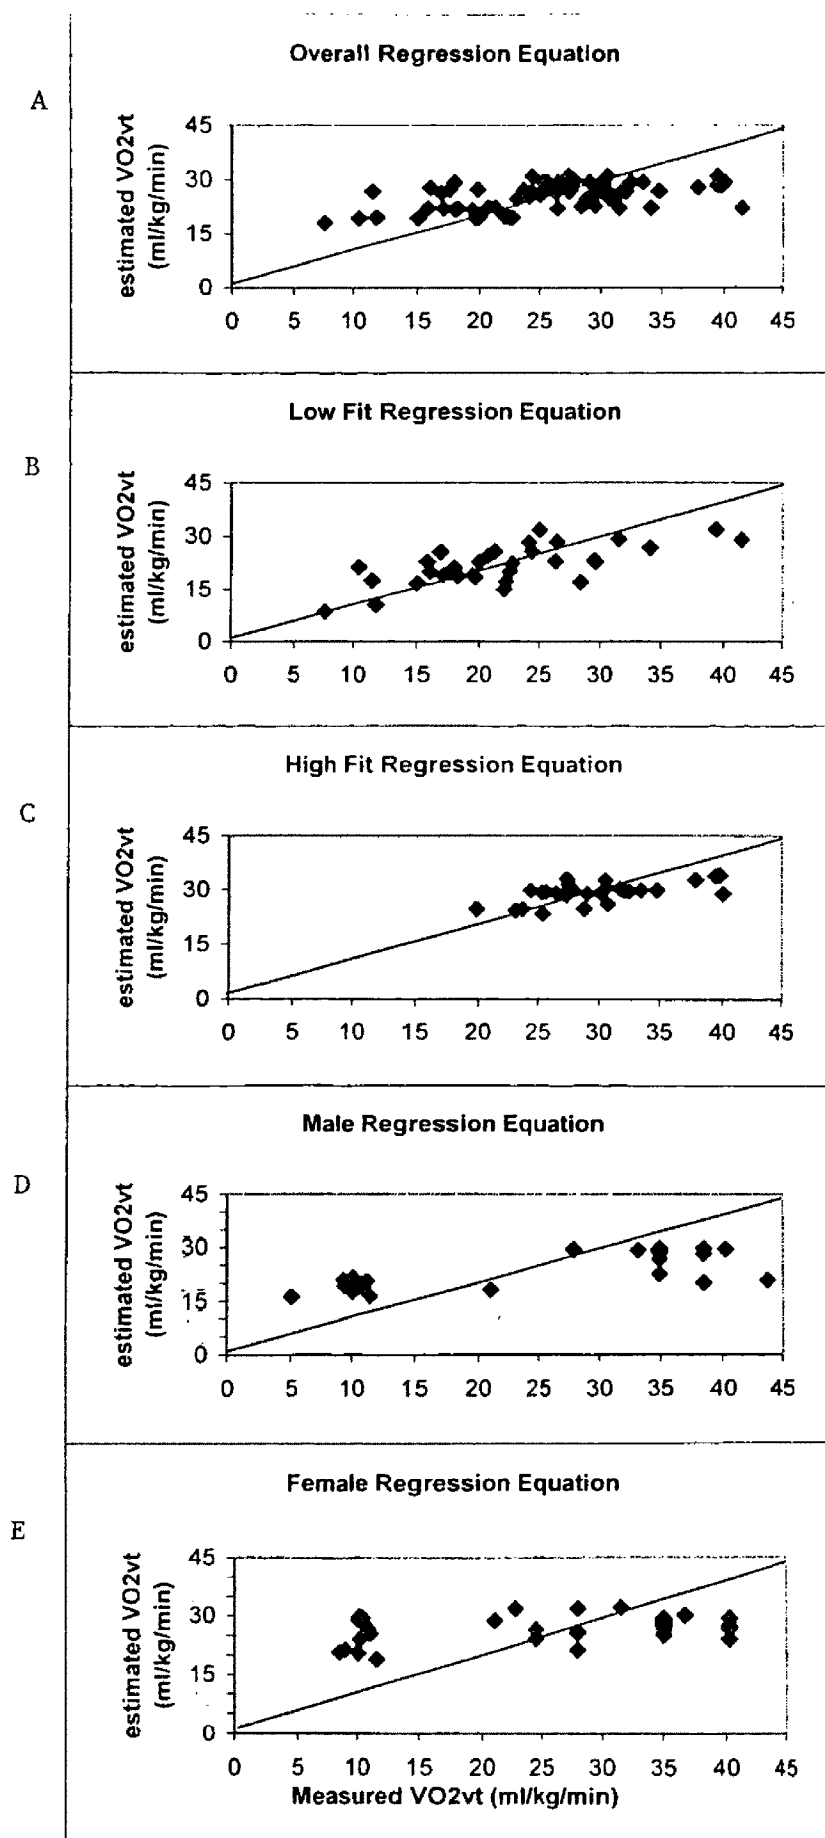 Overall Regression Equation
A
estimated VO2vt
(ml/kg/min)
45
30
15
0
0 5 10 15 20 25 30 35 40 45
Low Fit Regression Equation
B
estimated VO2vt
(ml/kg/min)
45
30
15
0
0 5 10 15 20 25 30 35 40 45
High Fit Regression Equation
C
estimated VO2vt
(ml/kg/min)
45
30
15
0
0 5 10 15 20 25 30 35 40 45
Male Regression Equation
D
estimated VO2vt
(ml/kg/min)
45
30
15
0
0 5 10 15 20 25 30 35 40 45
Female Regression Equation
E
estimated VO2vt
(ml/kg/min)
45
30
15
0
0 5 10 15 20 25 30 35 40 45
Measured VO2vt (ml/kg/min)